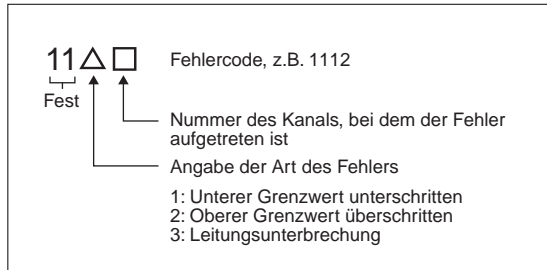 11△□ Fehlercode, z.B. 1112
Fest
Nummer des Kanals, bei dem der Fehler
aufgetreten ist
Angabe der Art des Fehlers
1: Unterer Grenzwert unterschritten
2: Oberer Grenzwert überschritten
3: Leitungsunterbrechung